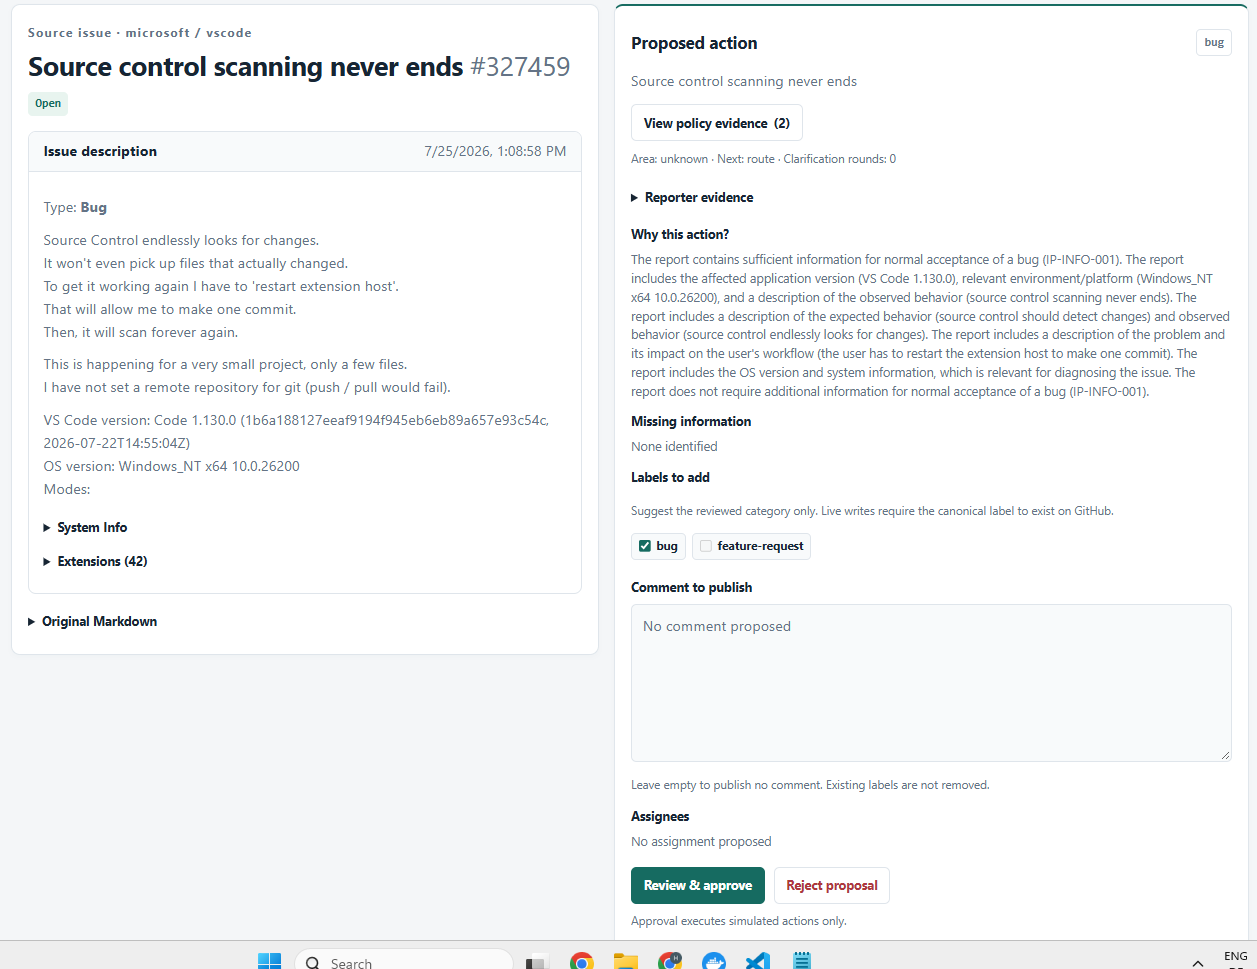 Source issue · microsoft / vscode
Source control scanning never ends #327459
Open
Issue description 7/25/2026, 1:08:58 PM
Type: Bug
Source Control endlessly looks for changes.
It won't even pick up files that actually changed.
To get it working again I have to 'restart extension host'.
That will allow me to make one commit.
Then, it will scan forever again.
This is happening for a very small project, only a few files.
I have not set a remote repository for git (push / pull would fail).
VS Code version: Code 1.130.0 (1b6a188127eeaf9194f945eb6eb89a657e93c54c,
2026-07-22T14:55:04Z)
OS version: Windows_NT x64 10.0.26200
Modes:
System Info
Extensions (42)
Original Markdown
Proposed action bug
Source control scanning never ends
View policy evidence (2)
Area: unknown · Next: route · Clarification rounds: 0
Reporter evidence
Why this action?
The report contains sufficient information for normal acceptance of a bug (IP-INFO-001). The report
includes the affected application version (VS Code 1.130.0), relevant environment/platform (Windows_NT
x64 10.0.26200), and a description of the observed behavior (source control scanning never ends). The
report includes a description of the expected behavior (source control should detect changes) and observed
behavior (source control endlessly looks for changes). The report includes a description of the problem and
its impact on the user's workflow (the user has to restart the extension host to make one commit). The
report includes the OS version and system information, which is relevant for diagnosing the issue. The
report does not require additional information for normal acceptance of a bug (IP-INFO-001).
Missing information
None identified
Labels to add
Suggest the reviewed category only. Live writes require the canonical label to exist on GitHub.
bug feature-request
Comment to publish
No comment proposed
Leave empty to publish no comment. Existing labels are not removed.
Assignees
No assignment proposed
Review & approve Reject proposal
Approval executes simulated actions only.
Search ENG